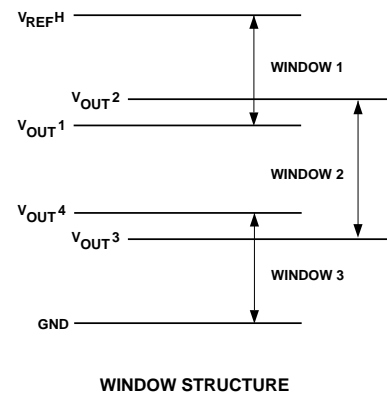 VREFH
WINDOW 1
VOUT2
VOUT1
WINDOW 2
VOUT4
VOUT3
WINDOW 3
GND
WINDOW STRUCTURE